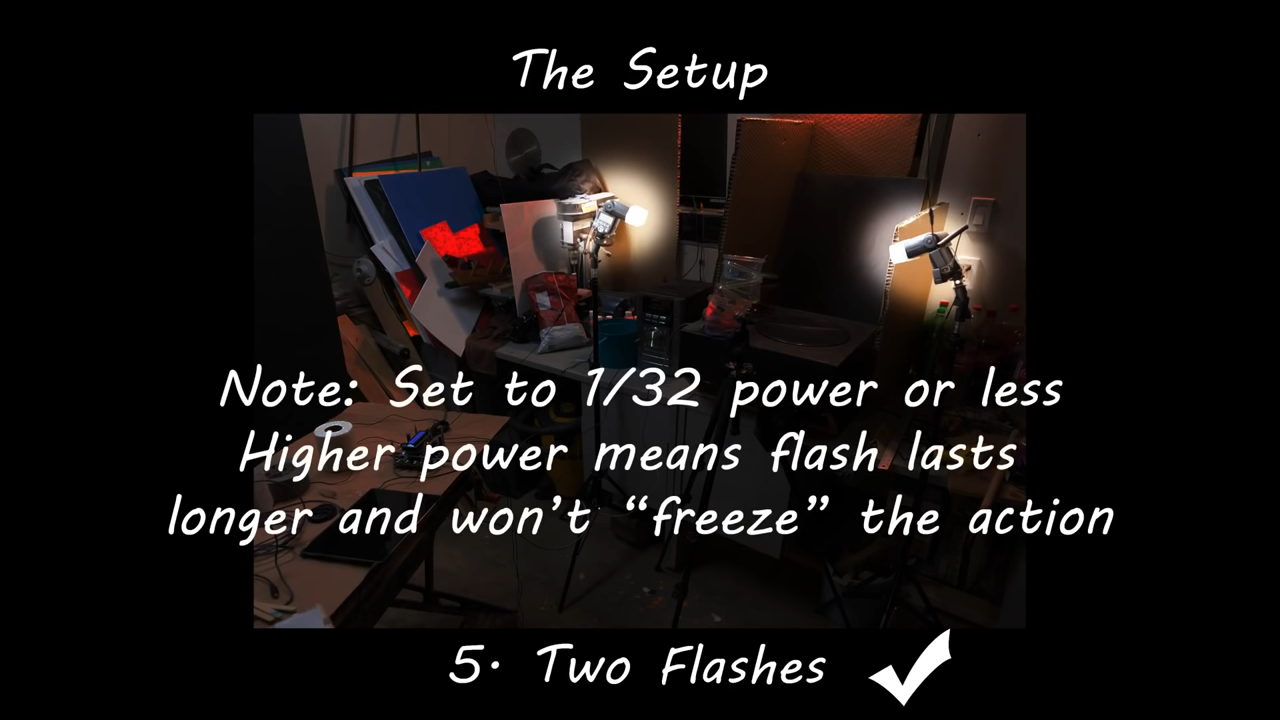 The Setup
Note: Set to 1/32 power or less
Higher power means flash lasts
longer and won’t “freeze” the action
5. Two Flashes